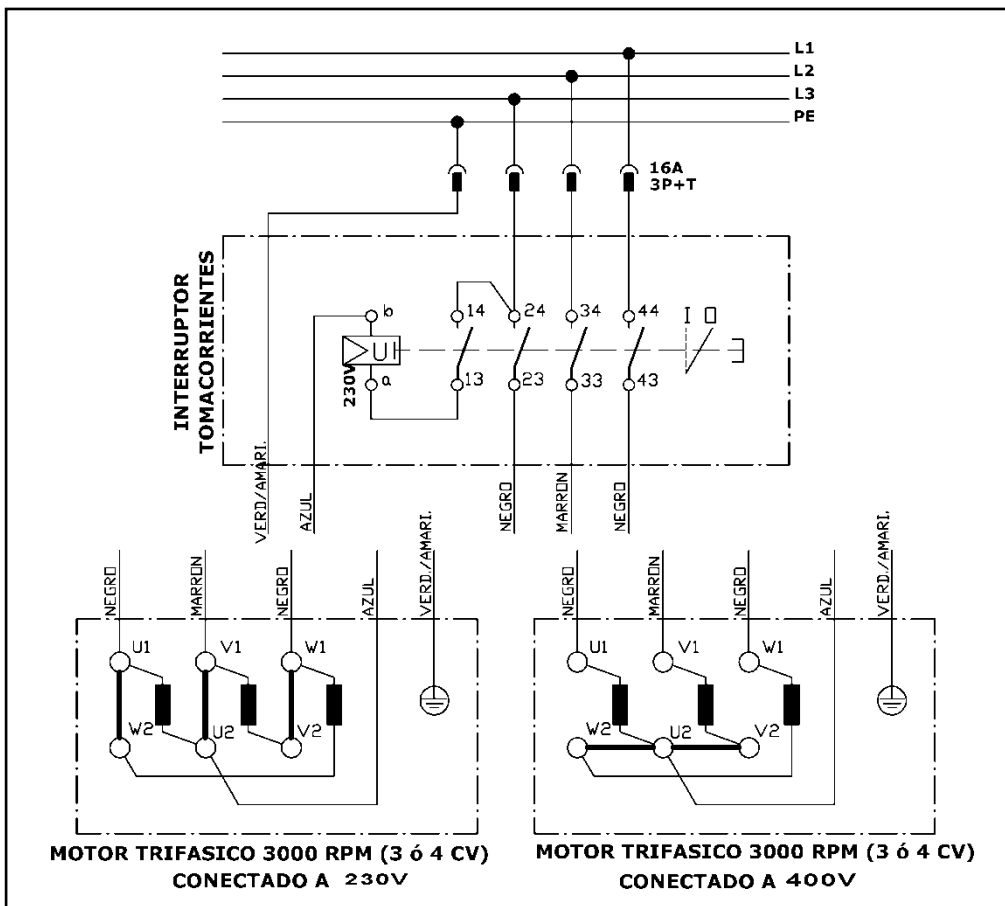 L1
L2
L3
PE
16A
3P+T
INTERRUPTOR
TOMACORRIENTES
b
14
24
34
44
I O
U
230V
a
13
23
33
43
VERD/AMARI.
AZUL
NEGRO
MARRON
NEGRO
NEGRO
MARRON
NEGRO
AZUL
VERD./AMARI.
U1
V1
W1
W2
U2
V2
MOTOR TRIFASICO 3000 RPM (3 ó 4 CV)
CONECTADO A 230V
NEGRO
MARRON
NEGRO
AZUL
VERD./AMARI.
U1
V1
W1
W2
U2
V2
MOTOR TRIFASICO 3000 RPM (3 ó 4 CV)
CONECTADO A 400V